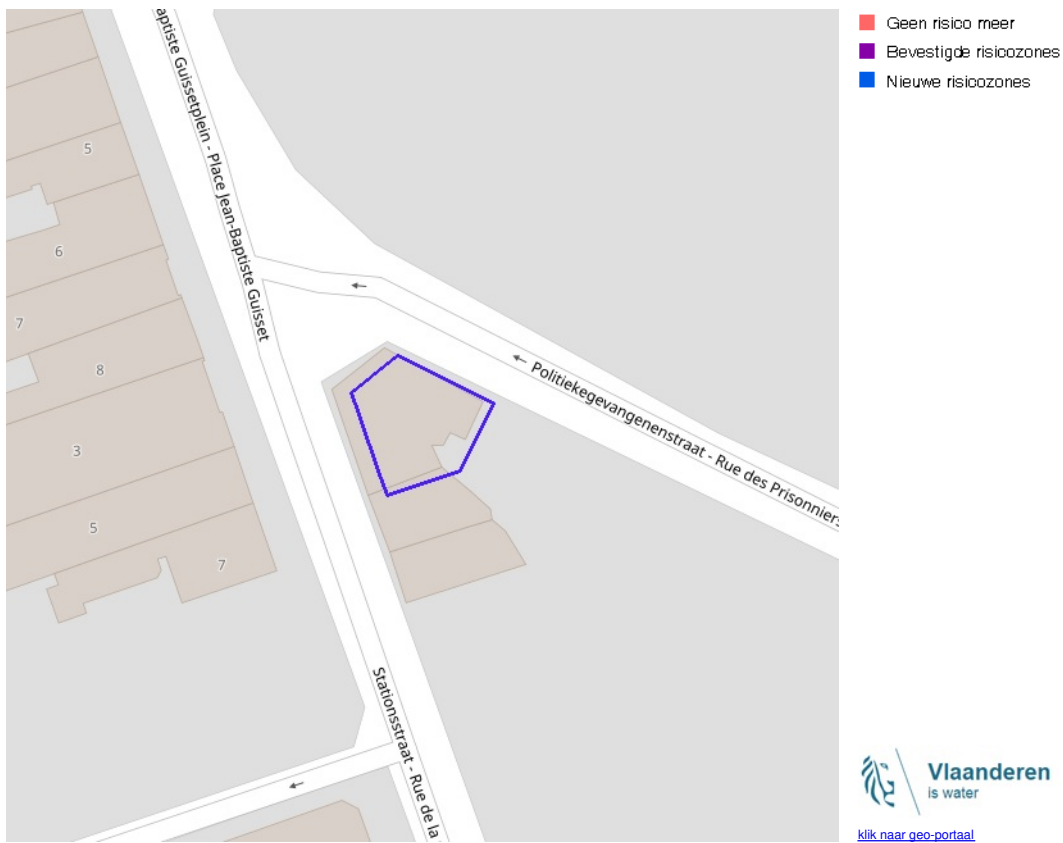 Geen risico meer
Bevestigde risicozones
Nieuwe risicozones
aptiste Guissetplein - Place Jean-Baptiste Guisset
5
6
7
8
3
5
7
Politiekegevangenenstraat - Rue des Prisonniers
Stationsstraat - Rue de la
Vlaanderen
is water
klik naar geo-portaal